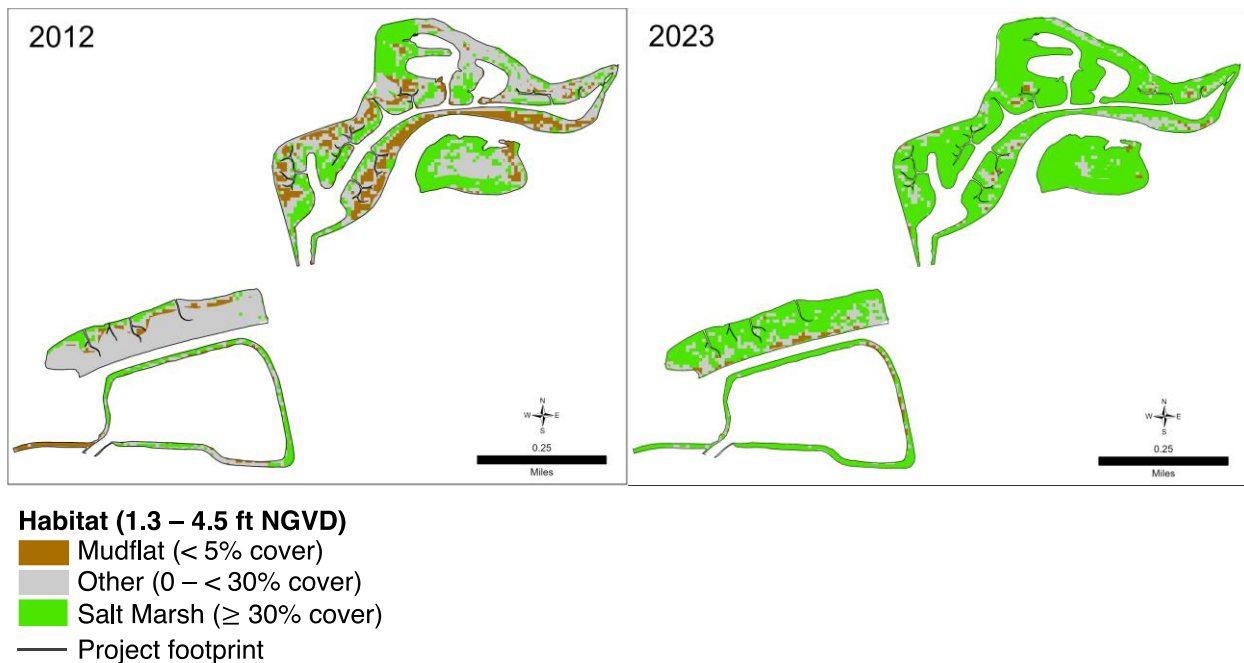 2012
2023
N
W E
S
0.25
Miles
N
W E
S
0.25
Miles
Habitat (1.3 – 4.5 ft NGVD)
Mudflat (< 5% cover)
Other (0 – < 30% cover)
Salt Marsh (≥ 30% cover)
Project footprint